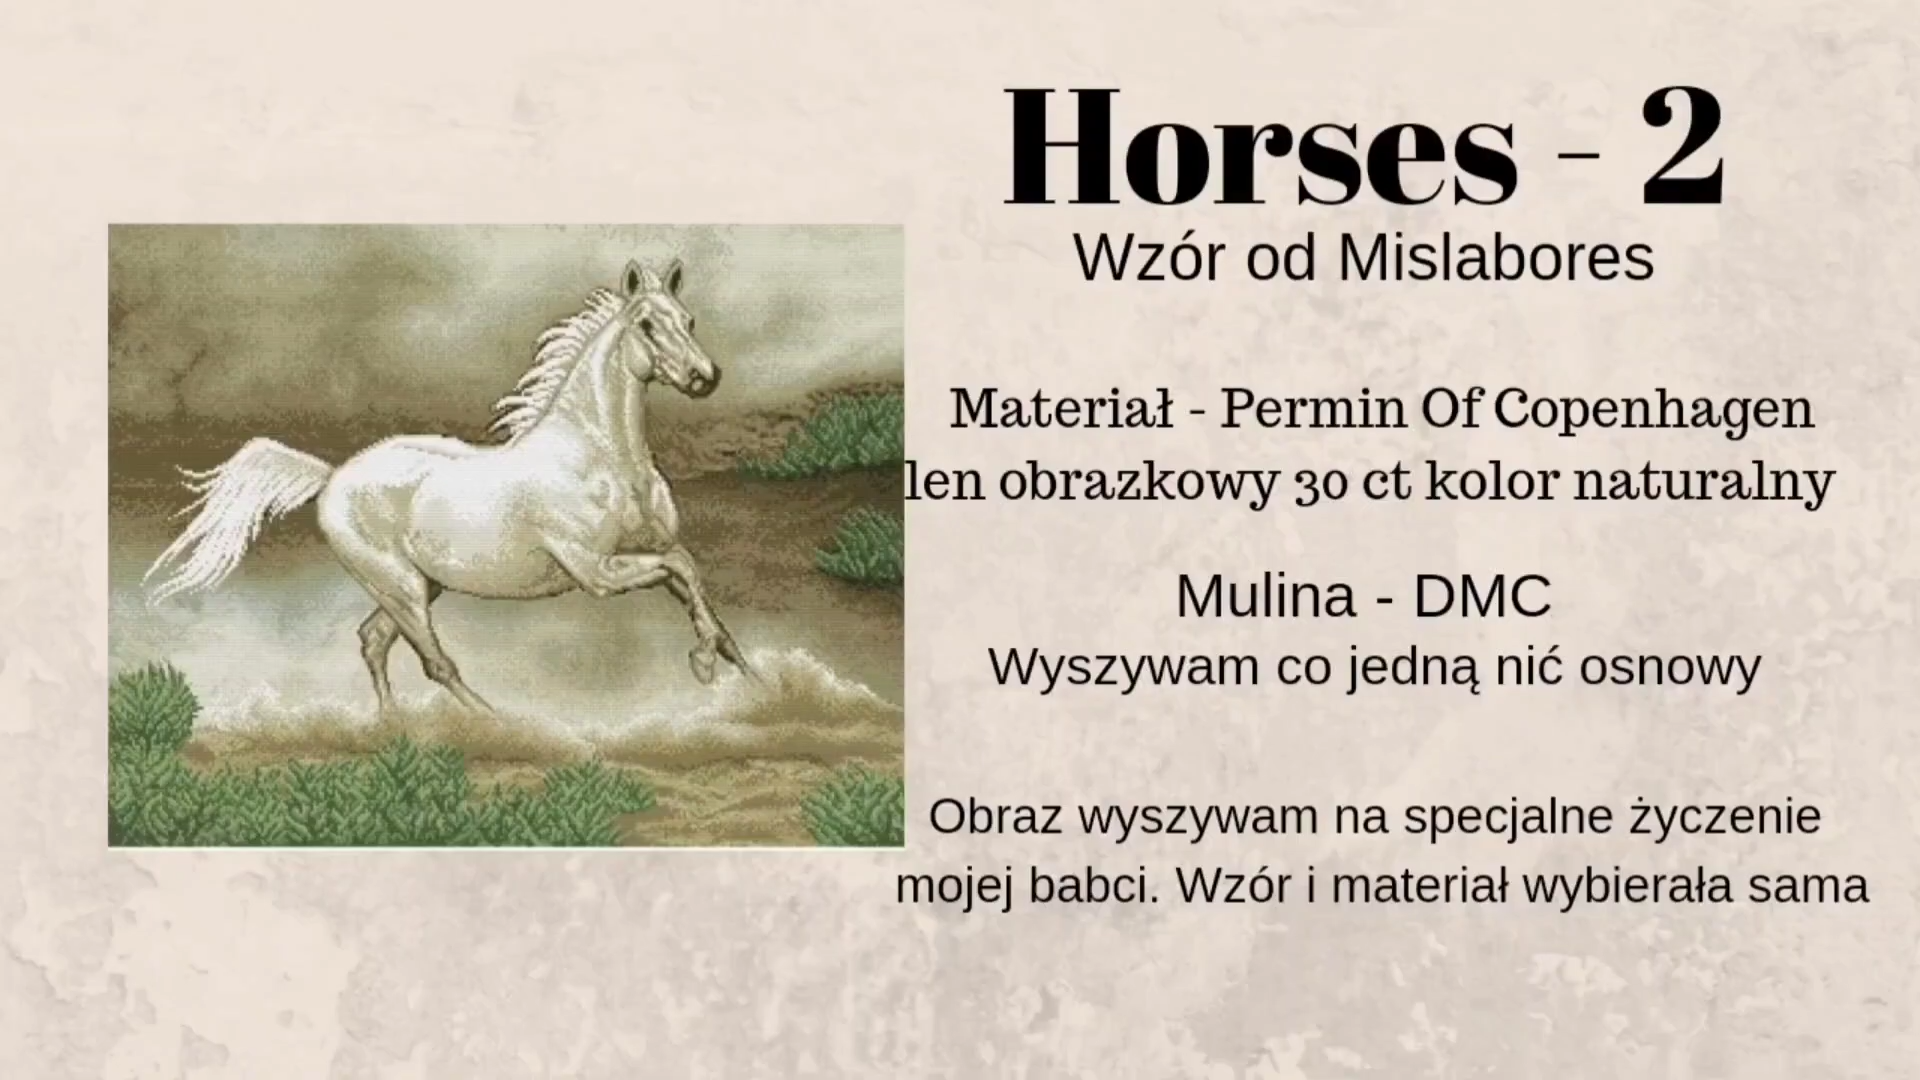 Horses - 2
Wzór od Mislabores
Materiał - Permin Of Copenhagen
len obrazkowy 30 ct kolor naturalny
Mulina - DMC
Wyszywam co jedną nić osnowy
Obraz wyszywam na specjalne życzenie
mojej babci. Wzór i materiał wybierała sama